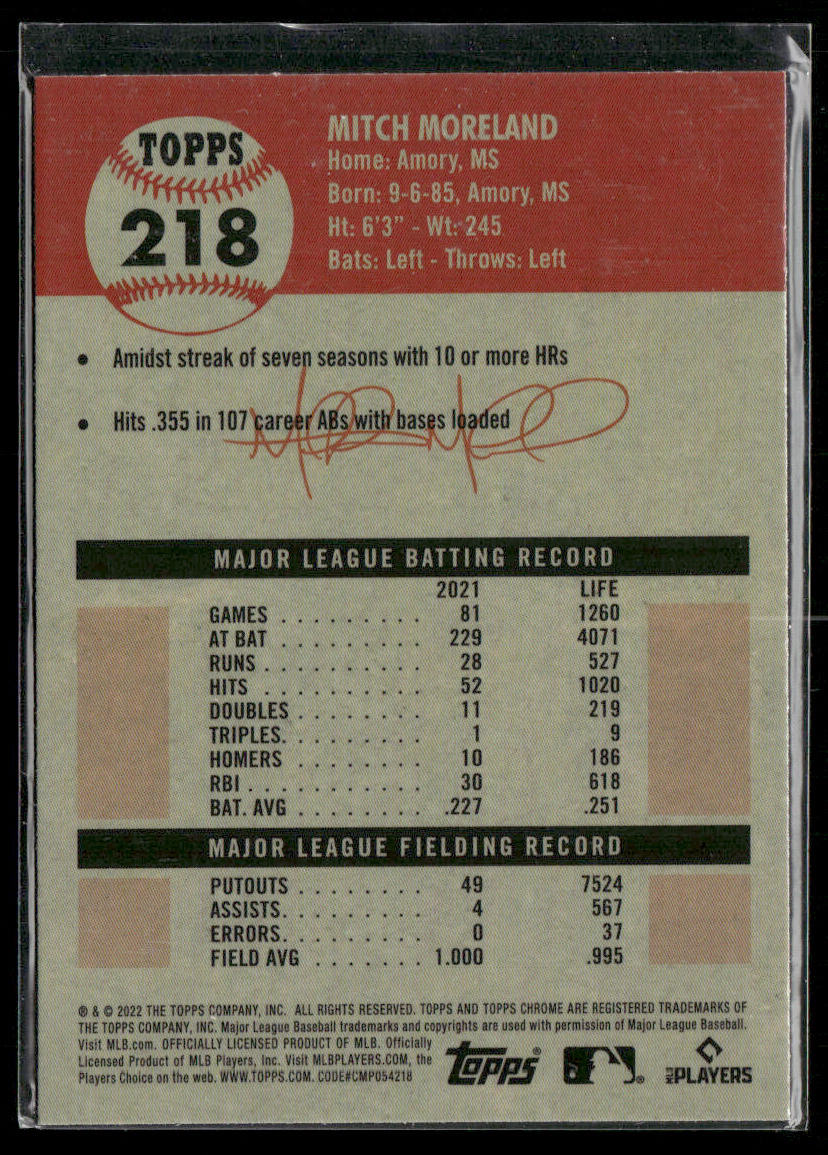 TOPPS
218
MITCH MORELAND
Home: Amory, MS
Born: 9-6-85, Amory, MS
Ht: 6'3" - Wt: 245
Bats: Left - Throws: Left
• Amidst streak of seven seasons with 10 or more HRs
• Hits .355 in 107 career ABs with bases loaded
MAJOR LEAGUE BATTING RECORD
2021 LIFE
GAMES . . . . . . . . . 81 1260
AT BAT . . . . . . . . . 229 4071
RUNS . . . . . . . . . . 28 527
HITS . . . . . . . . . . 52 1020
DOUBLES . . . . . . . . 11 219
TRIPLES. . . . . . . . . 1 9
HOMERS . . . . . . . . 10 186
RBI . . . . . . . . . . . 30 618
BAT. AVG . . . . . . . . .227 .251
MAJOR LEAGUE FIELDING RECORD
PUTOUTS . . . . . . . . 49 7524
ASSISTS. . . . . . . . . 4 567
ERRORS. . . . . . . . . 0 37
FIELD AVG . . . . . . . 1.000 .995
® & © 2022 THE TOPPS COMPANY, INC. ALL RIGHTS RESERVED. TOPPS AND TOPPS CHROME ARE REGISTERED TRADEMARKS OF
THE TOPPS COMPANY, INC. Major League Baseball trademarks and copyrights are used with permission of Major League Baseball.
Visit MLB.com. OFFICIALLY LICENSED PRODUCT OF MLB. Officially
Licensed Product of MLB Players, Inc. Visit MLBPLAYERS.COM, the
Players Choice on the web. WWW.TOPPS.COM. CODE#CMP054218
Topps® ® MLB PLAYERS